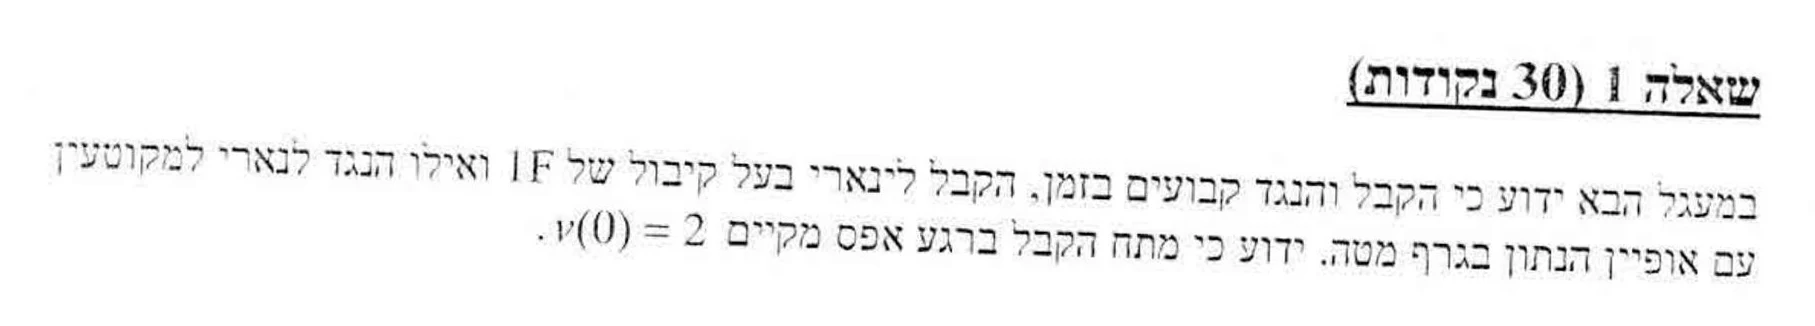 שאלה 1 (30 נקודות)
במעגל הבא ידוע כי הקבל והנגד קבועים בזמן, הקבל לינארי בעל קיבול של 1F ואילו הנגד לנארי למקוטעין
עם אופיין הנתון בגרף מטה. ידוע כי מתח הקבל ברגע אפס מקיים v(0) = 2.